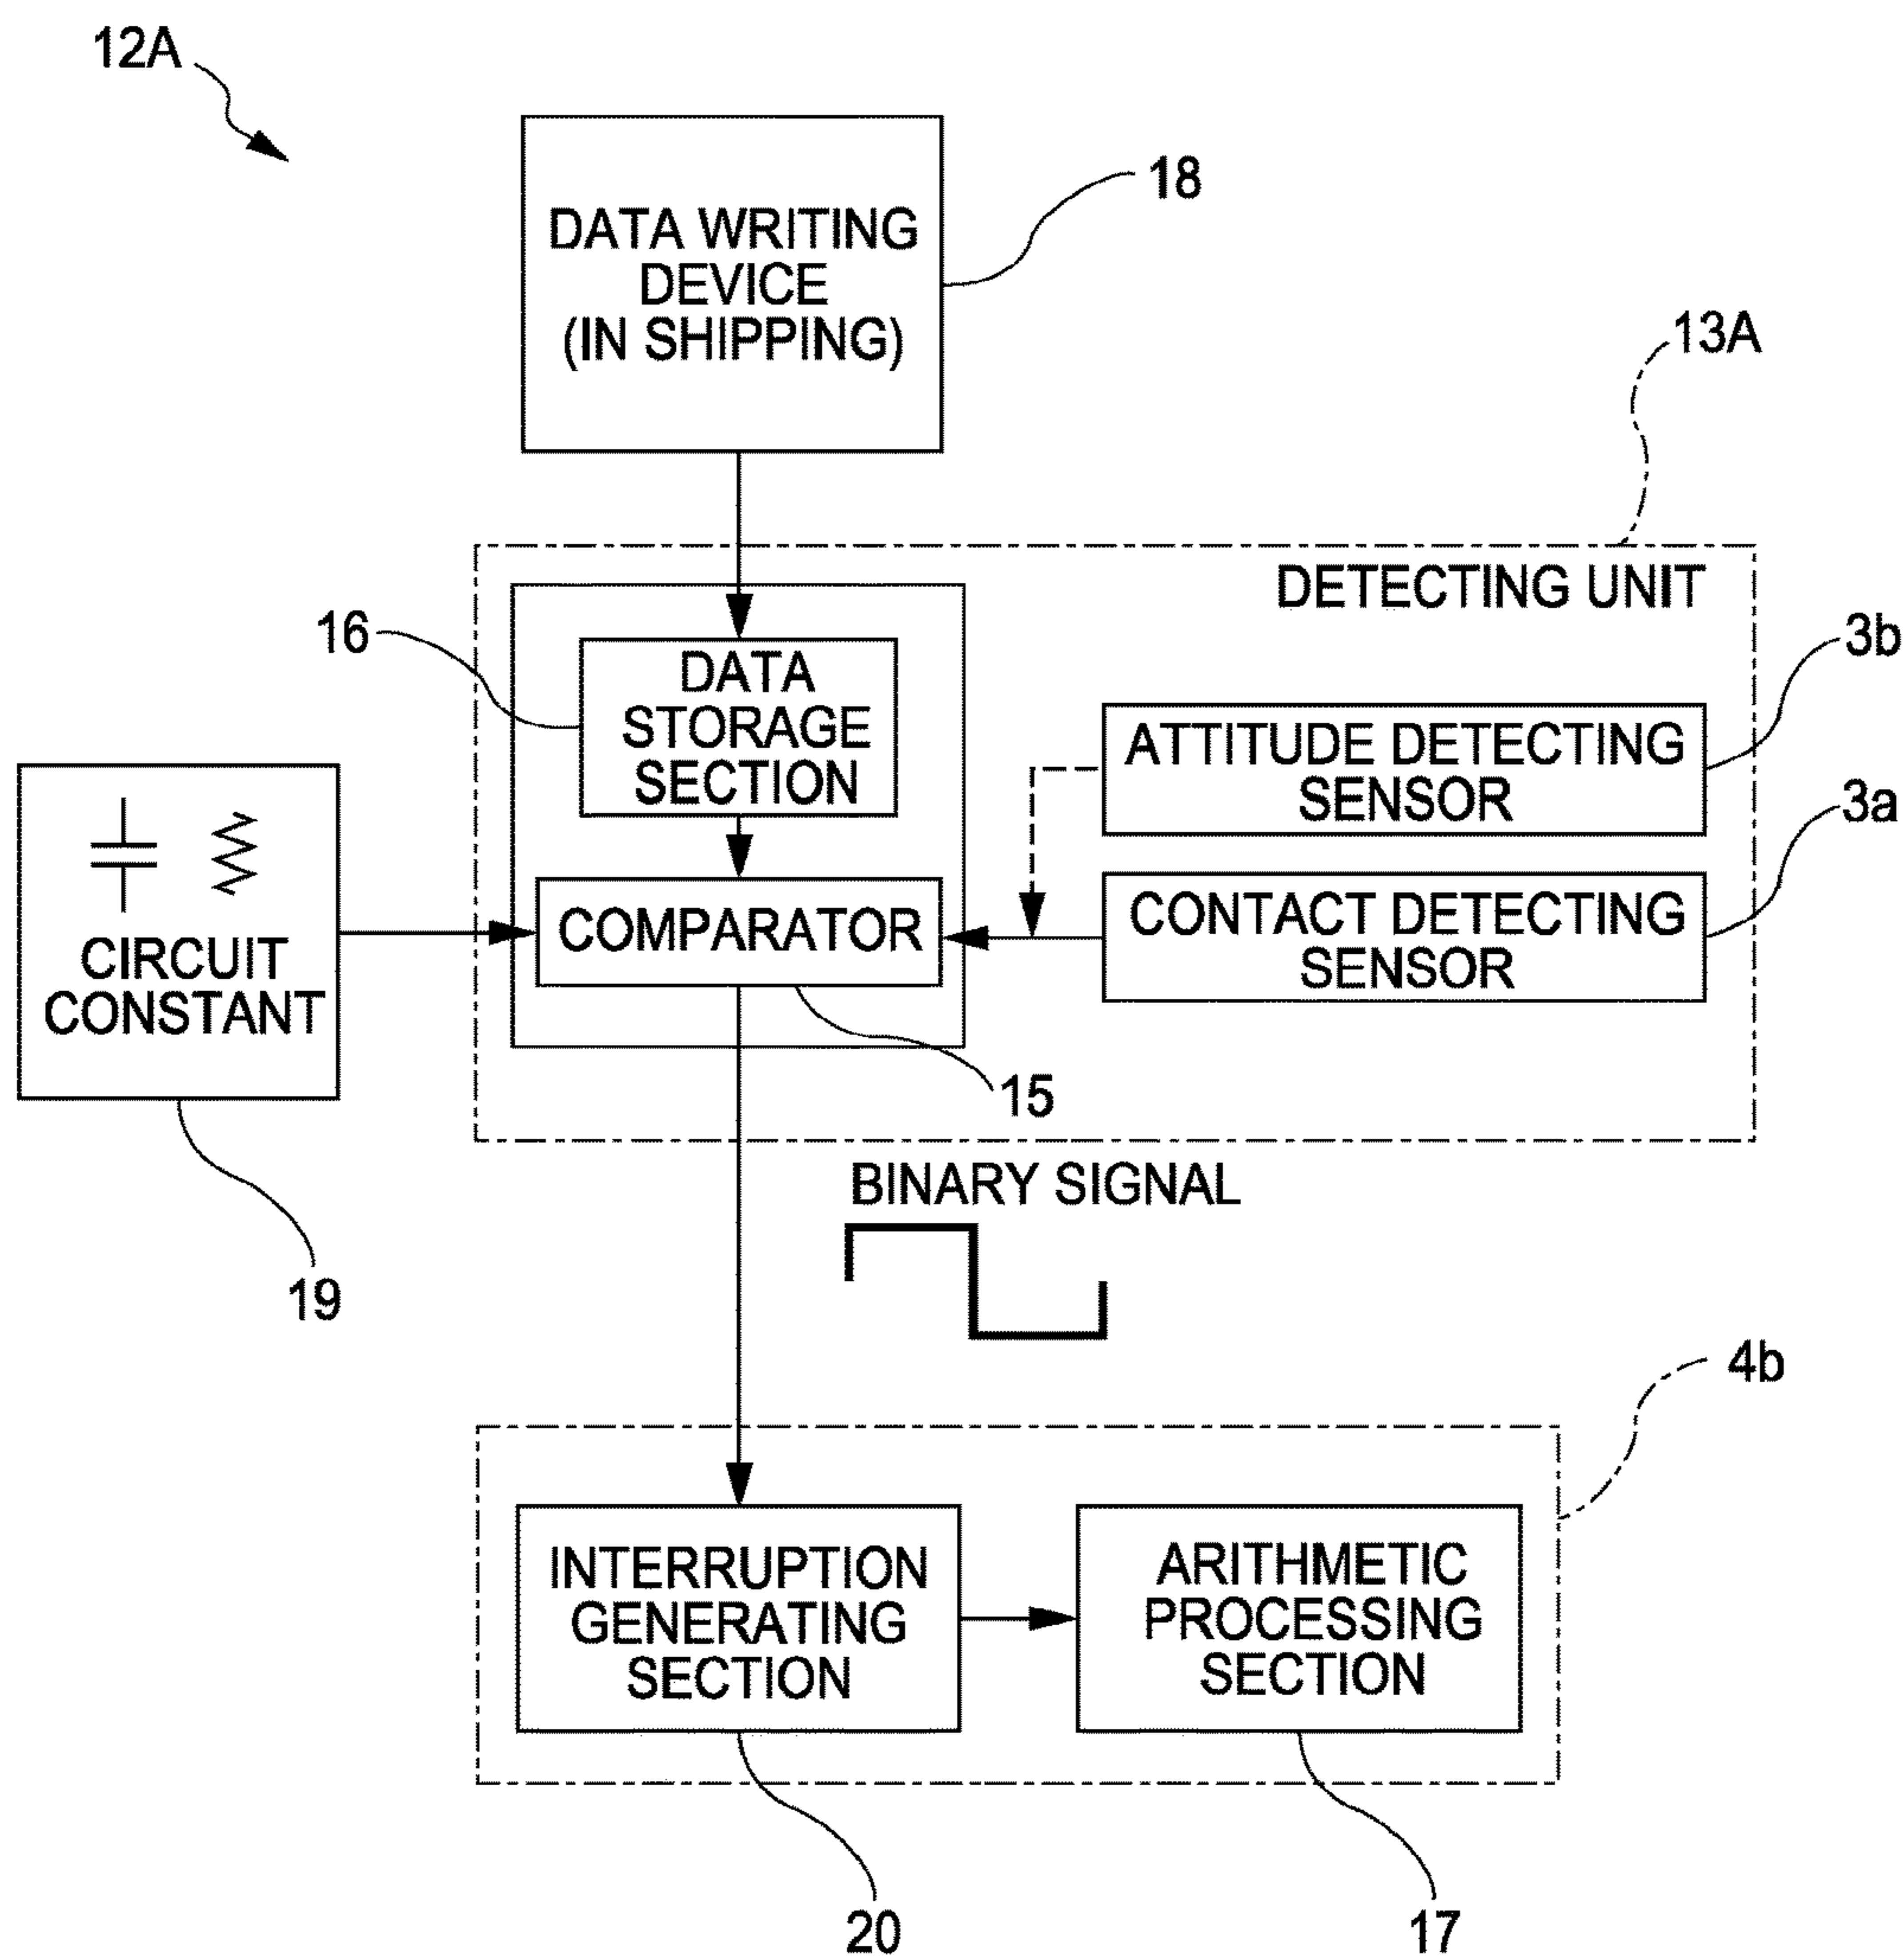 12A
DATA WRITING
DEVICE
(IN SHIPPING)
18
13A
DETECTING UNIT
16
DATA
STORAGE
SECTION
3b
ATTITUDE DETECTING
SENSOR
3a
CONTACT DETECTING
SENSOR
COMPARATOR
CIRCUIT
CONSTANT
15
19
BINARY SIGNAL
4b
INTERRUPTION
GENERATING
SECTION
ARITHMETIC
PROCESSING
SECTION
20
17